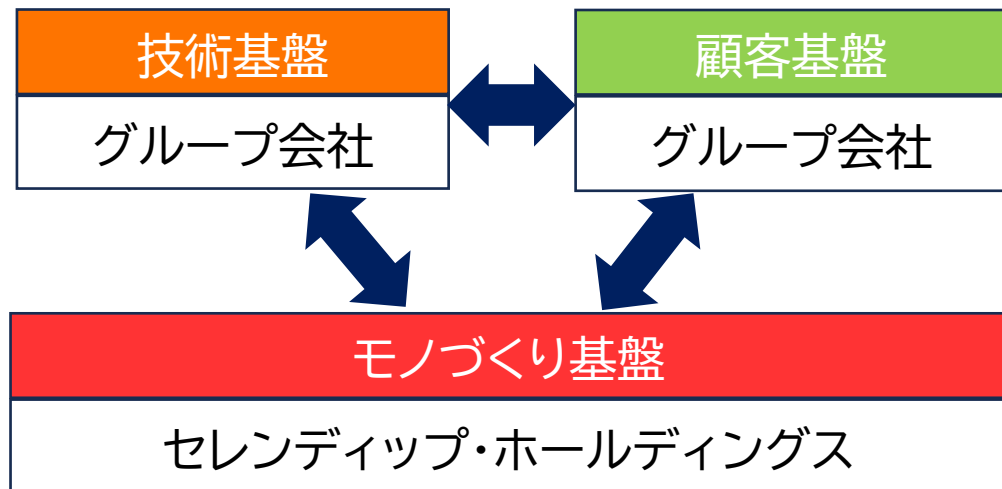 技術基盤
グループ会社
顧客基盤
グループ会社
モノづくり基盤
セレンディップ・ホールディングス